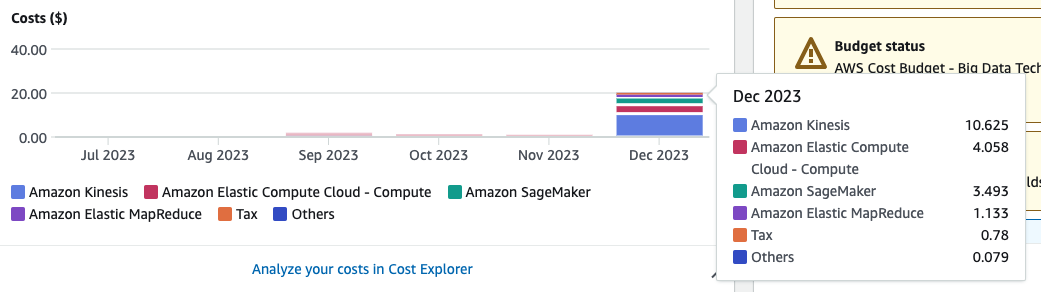 Costs ($)
40.00
20.00
0.00
Jul 2023 Aug 2023 Sep 2023 Oct 2023 Nov 2023 Dec 2023
Amazon Kinesis Amazon Elastic Compute Cloud - Compute Amazon SageMaker
Amazon Elastic MapReduce Tax Others
Analyze your costs in Cost Explorer
Budget status
AWS Cost Budget - Big Data Tech
Dec 2023
Amazon Kinesis 10.625
Amazon Elastic Compute 4.058
Cloud - Compute
Amazon SageMaker 3.493
Amazon Elastic MapReduce 1.133
Tax 0.78
Others 0.079